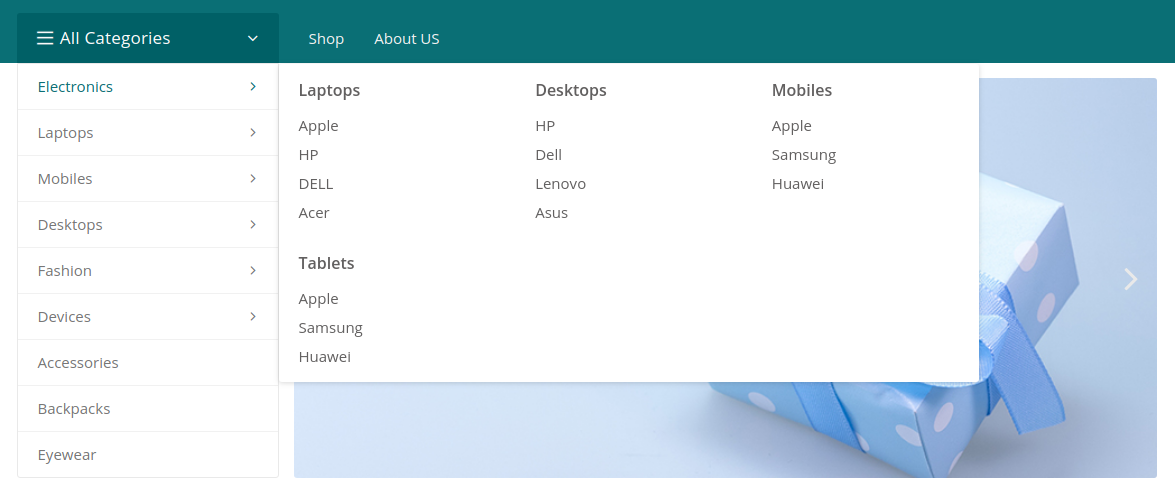 All Categories
Shop
About US
Electronics
Laptops
Mobiles
Desktops
Fashion
Devices
Accessories
Backpacks
Eyewear
Laptops
Apple
HP
DELL
Acer
Desktops
HP
Dell
Lenovo
Asus
Mobiles
Apple
Samsung
Huawei
Tablets
Apple
Samsung
Huawei